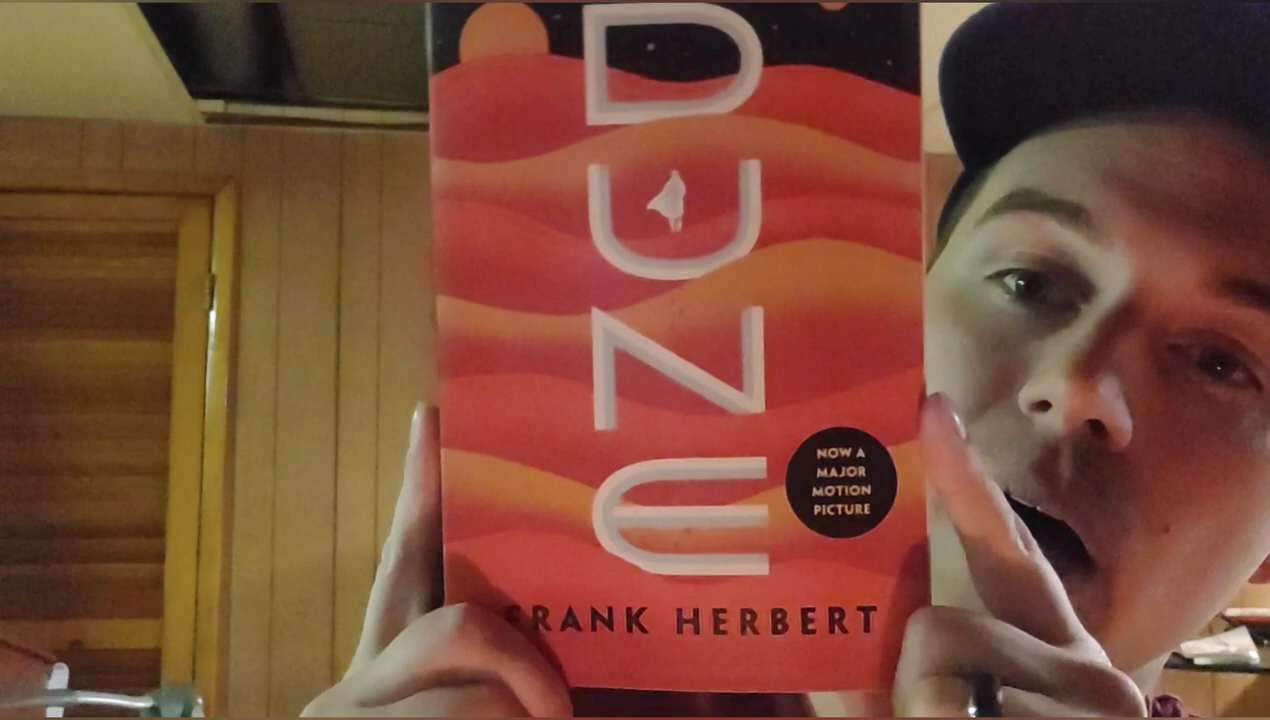 DUNE
NOW A
MAJOR
MOTION
PICTURE
FRANK HERBERT